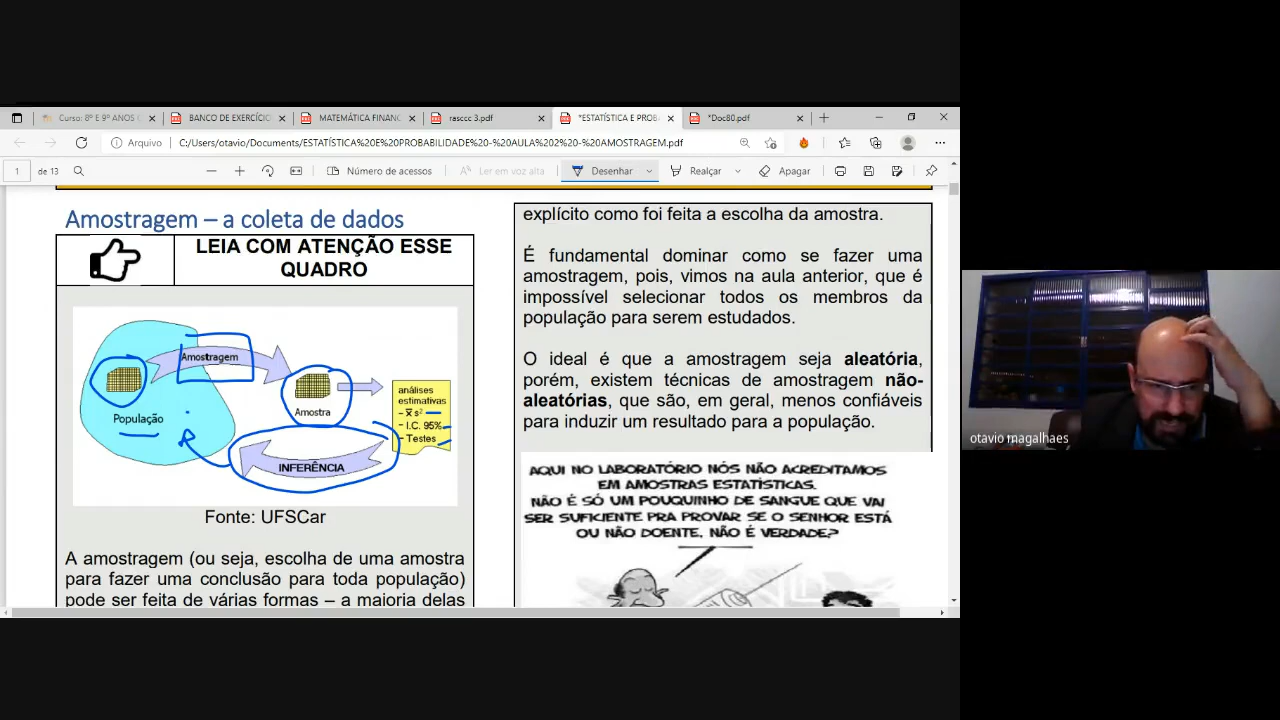 Curso: 8º E 9º ANOS (
BANCO DE EXERCÍCIO
MATEMÁTICA FINANC
rasccc 3.pdf
*ESTATÍSTICA E PROB
*Doc80.pdf
Arquivo
C:/Users/otavio/Documents/ESTATÍSTICA%20E%20PROBABILIDADE%20-%20AULA%202%20-%20AMOSTRAGEM.pdf
1
de 13
Número de acessos
Ler em voz alta
Desenhar
Realçar
Apagar
Amostragem – a coleta de dados
LEIA COM ATENÇÃO ESSE
QUADRO
Amostragem
População
Amostra
análises
estimativas
– x̅ s²
– I.C. 95%
– Testes
INFERÊNCIA
Fonte: UFSCar
A amostragem (ou seja, escolha de uma amostra
para fazer uma conclusão para toda população)
pode ser feita de várias formas – a maioria delas
explícito como foi feita a escolha da amostra.
É fundamental dominar como se fazer uma
amostragem, pois, vimos na aula anterior, que é
impossível selecionar todos os membros da
população para serem estudados.
O ideal é que a amostragem seja aleatória,
porém, existem técnicas de amostragem não-
aleatórias, que são, em geral, menos confiáveis
para induzir um resultado para a população.
AQUI NO LABORATÓRIO NÓS NÃO ACREDITAMOS
EM AMOSTRAS ESTATÍSTICAS.
NÃO É SÓ UM POUQUINHO DE SANGUE QUE VAI
SER SUFICIENTE PRA PROVAR SE O SENHOR ESTÁ
OU NÃO DOENTE, NÃO É VERDADE?
otavio magalhaes